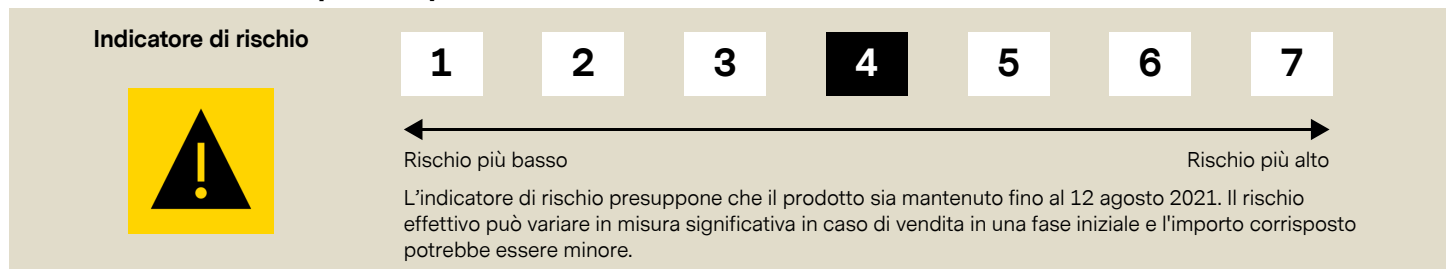 Indicatore di rischio
1 2 3 4 5 6 7
Rischio più basso Rischio più alto
L’indicatore di rischio presuppone che il prodotto sia mantenuto fino al 12 agosto 2021. Il rischio
effettivo può variare in misura significativa in caso di vendita in una fase iniziale e l'importo corrisposto
potrebbe essere minore.